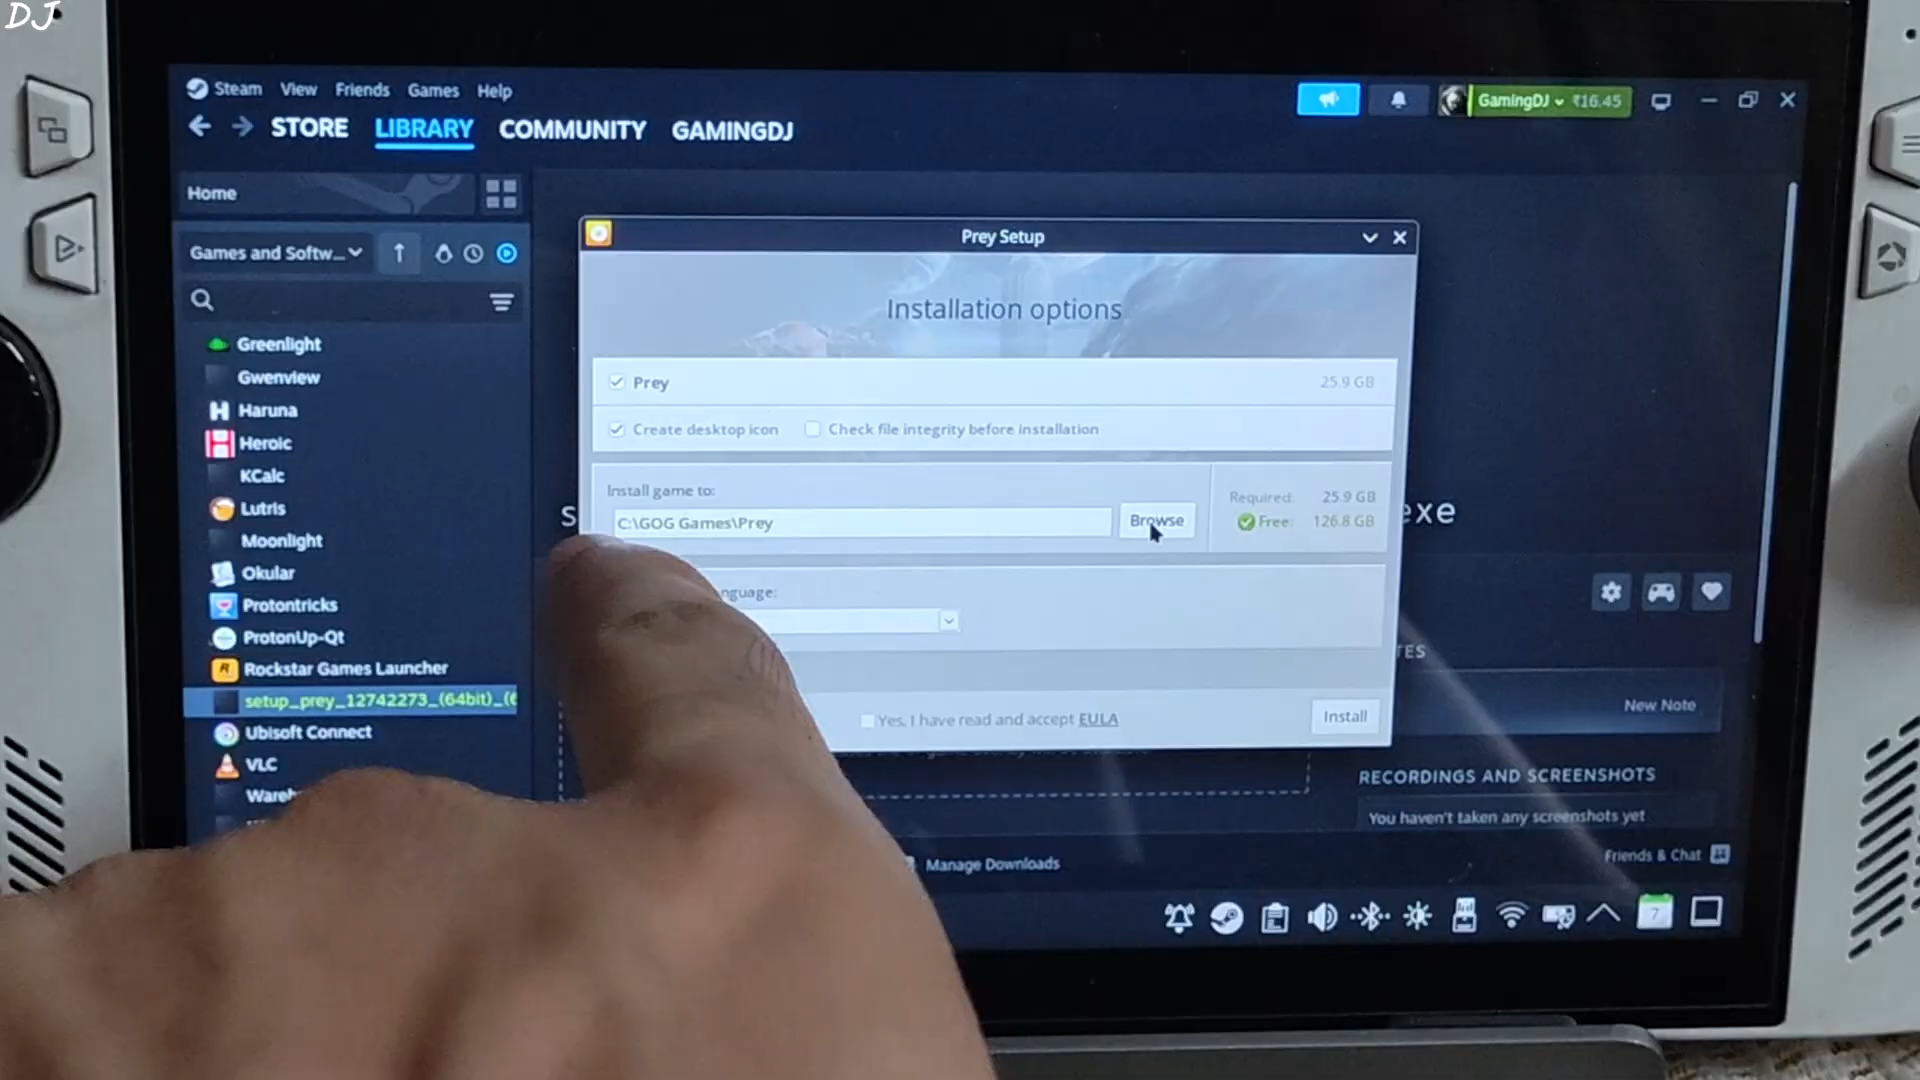 DJ
Steam View Friends Games Help
GamingDJ ₹16.45
STORE LIBRARY COMMUNITY GAMINGDJ
Home
Games and Softw...
Greenlight
Gwenview
Haruna
Heroic
KCalc
Lutris
Moonlight
Okular
Protontricks
ProtonUp-Qt
Rockstar Games Launcher
setup_prey_12742273_(64bit)_(6
Ubisoft Connect
VLC
Prey Setup
Installation options
Prey 25.9 GB
Create desktop icon Check file integrity before installation
Install game to:
C:\GOG Games\Prey
Browse
Required: 25.9 GB
Free: 126.8 GB
nguage:
Yes, I have read and accept EULA
Install
s
exe
TES
New Note
RECORDINGS AND SCREENSHOTS
You haven't taken any screenshots yet
Manage Downloads
Friends & Chat
7